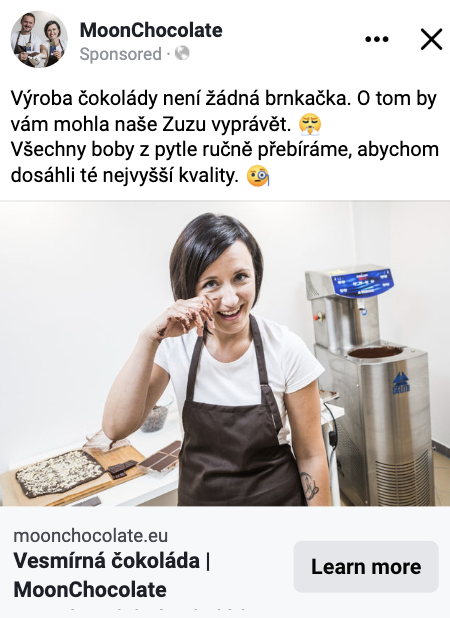 MoonChocolate
Sponsored ·
Výroba čokolády není žádná brnkačka. O tom by
vám mohla naše Zuzu vyprávět. 😤
Všechny boby z pytle ručně přebíráme, abychom
dosáhli té nejvyšší kvality. 🧐
moonchocolate.eu
Vesmírná čokoláda |
MoonChocolate
Learn more